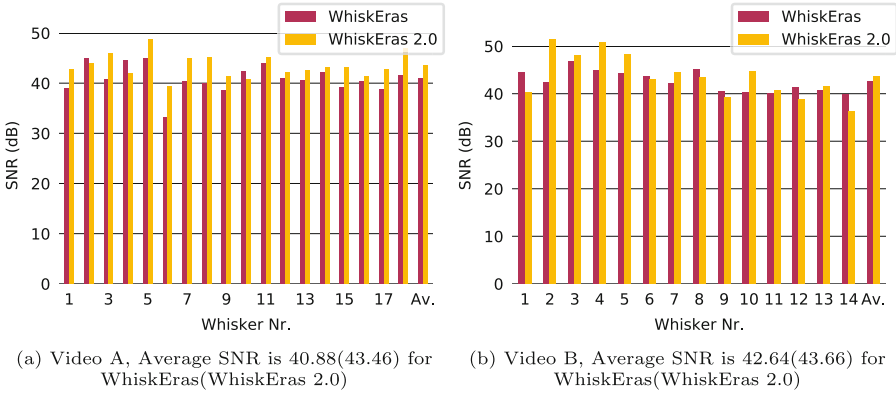 WhiskEras
WhiskEras 2.0
50
40
30
20
10
0
SNR (dB)
1 3 5 7 9 11 13 15 17 Av.
Whisker Nr.
(a) Video A, Average SNR is 40.88(43.46) for
WhiskEras(WhiskEras 2.0)
WhiskEras
WhiskEras 2.0
50
40
30
20
10
0
SNR (dB)
1 2 3 4 5 6 7 8 9 10 11 12 13 14 Av.
Whisker Nr.
(b) Video B, Average SNR is 42.64(43.66) for
WhiskEras(WhiskEras 2.0)